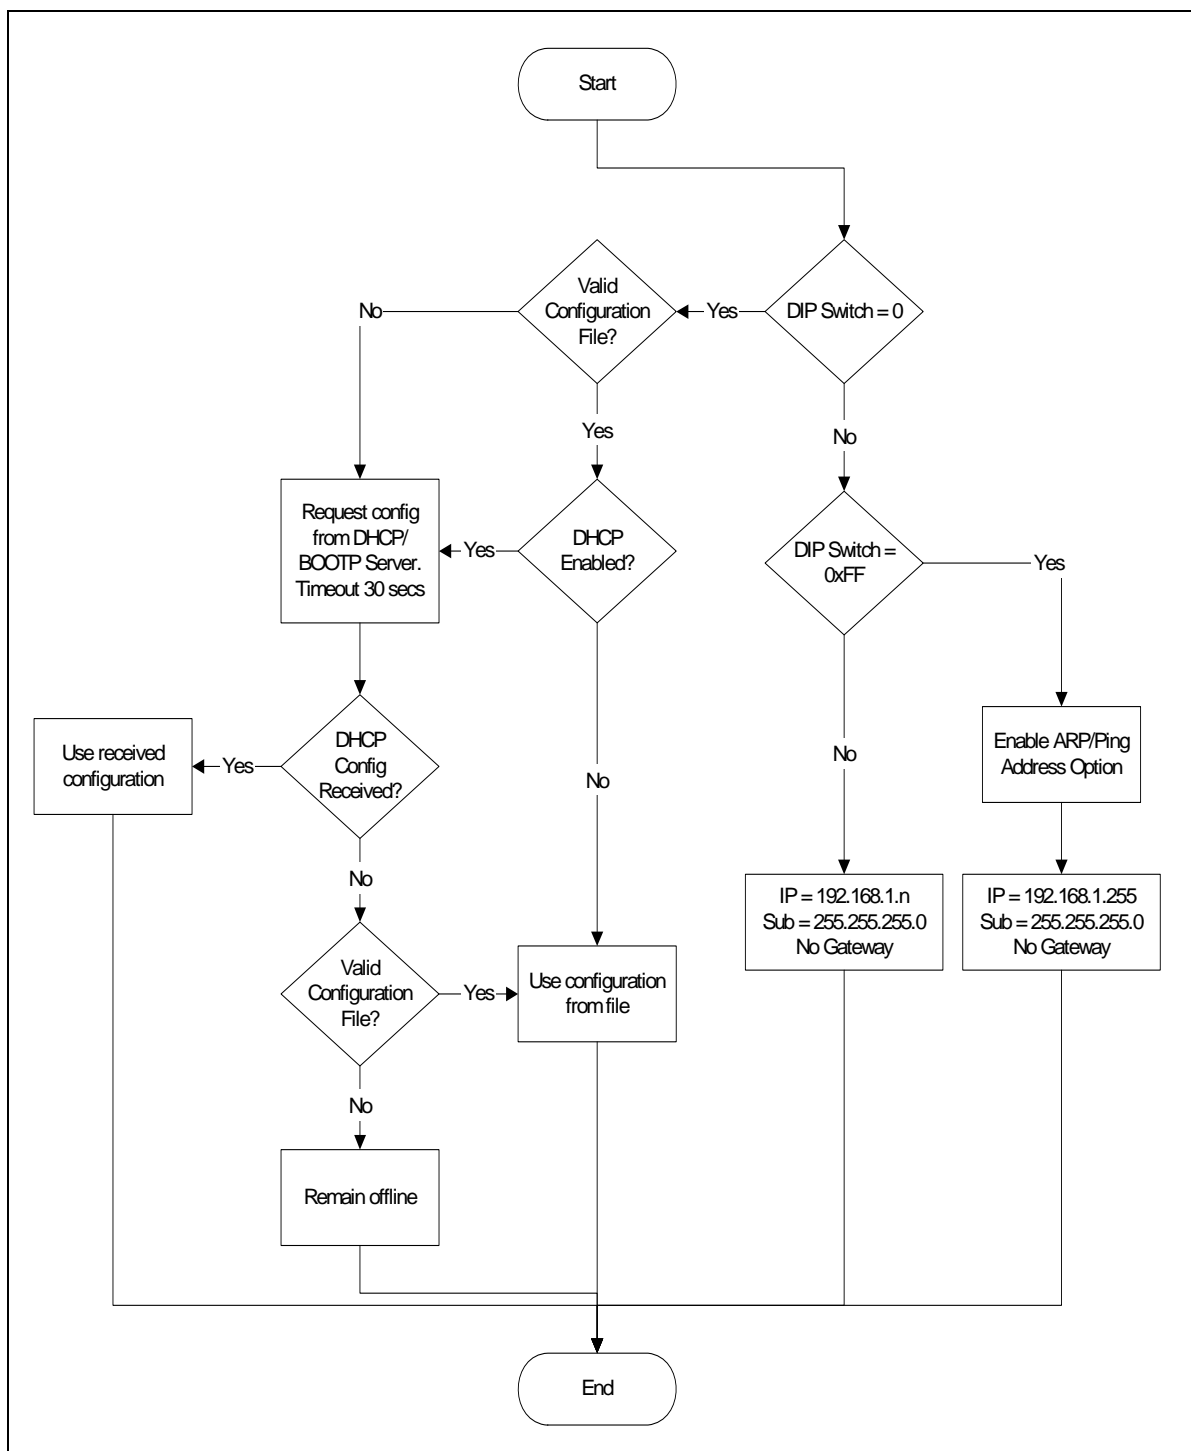 Start
DIP Switch = 0
Yes
Valid
Configuration
File?
No
Yes
No
Request config
from DHCP/
BOOTP Server.
Timeout 30 secs
Yes
DHCP
Enabled?
DIP Switch =
0xFF
Yes
Use received
configuration
Yes
DHCP
Config
Received?
No
No
Enable ARP/Ping
Address Option
No
IP = 192.168.1.n
Sub = 255.255.255.0
No Gateway
IP = 192.168.1.255
Sub = 255.255.255.0
No Gateway
Valid
Configuration
File?
Yes
Use configuration
from file
No
Remain offline
End